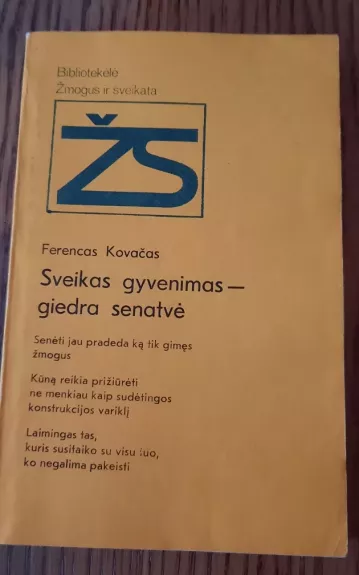 Bibliotekėlė
Žmogus ir sveikata
ŽS
Ferencas Kovačas
Sveikas gyvenimas —
giedra senatvė
Senėti jau pradeda ką tik gimęs
žmogus
Kūną reikia prižiūrėti
ne menkiau kaip sudėtingos
konstrukcijos variklį
Laimingas tas,
kuris susitaiko su visu tuo,
ko negalima pakeisti